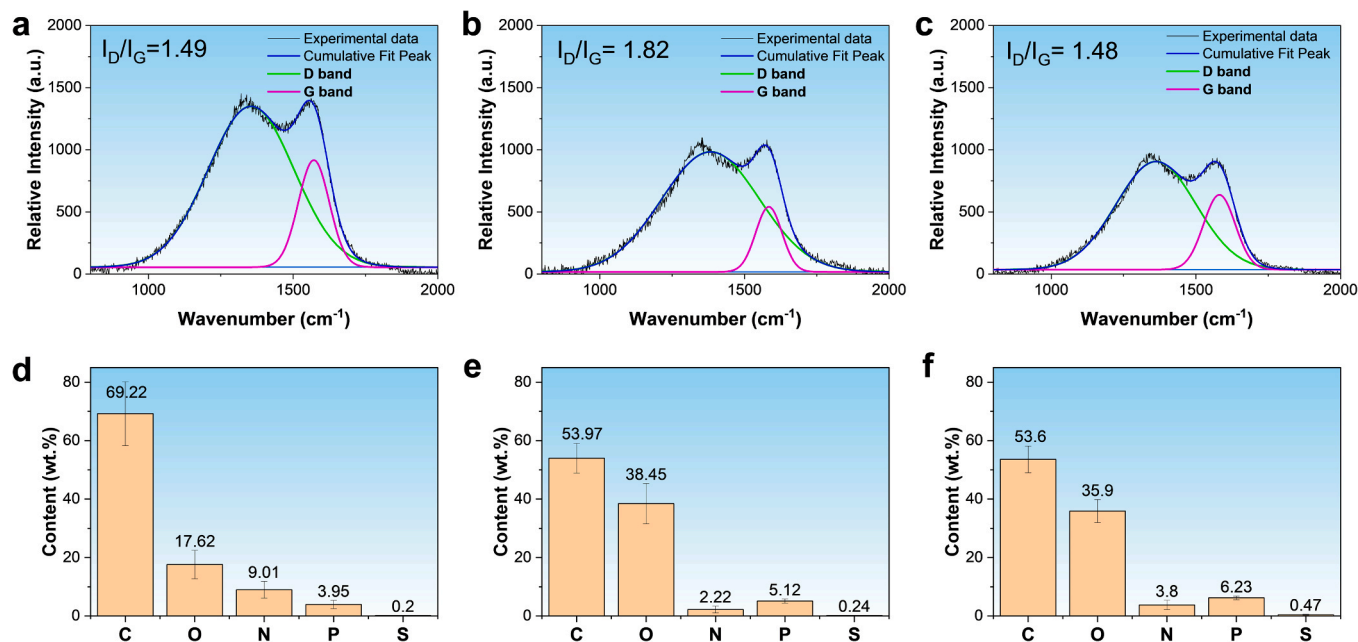 a
I_D/I_G=1.49
Experimental data
Cumulative Fit Peak
D band
G band
Relative Intensity (a.u.)
2000
1500
1000
500
0
1000
1500
2000
Wavenumber (cm⁻¹)
b
I_D/I_G= 1.82
Experimental data
Cumulative Fit Peak
D band
G band
Relative Intensity (a.u.)
2000
1500
1000
500
0
1000
1500
2000
Wavenumber (cm⁻¹)
c
I_D/I_G= 1.48
Experimental data
Cumulative Fit Peak
D band
G band
Relative Intensity (a.u.)
2000
1500
1000
500
0
1000
1500
2000
Wavenumber (cm⁻¹)
d
Content (wt.%)
80
60
40
20
0
69.22
17.62
9.01
3.95
0.2
C O N P S
e
Content (wt.%)
80
60
40
20
0
53.97
38.45
2.22
5.12
0.24
C O N P S
f
Content (wt.%)
80
60
40
20
0
53.6
35.9
3.8
6.23
0.47
C O N P S